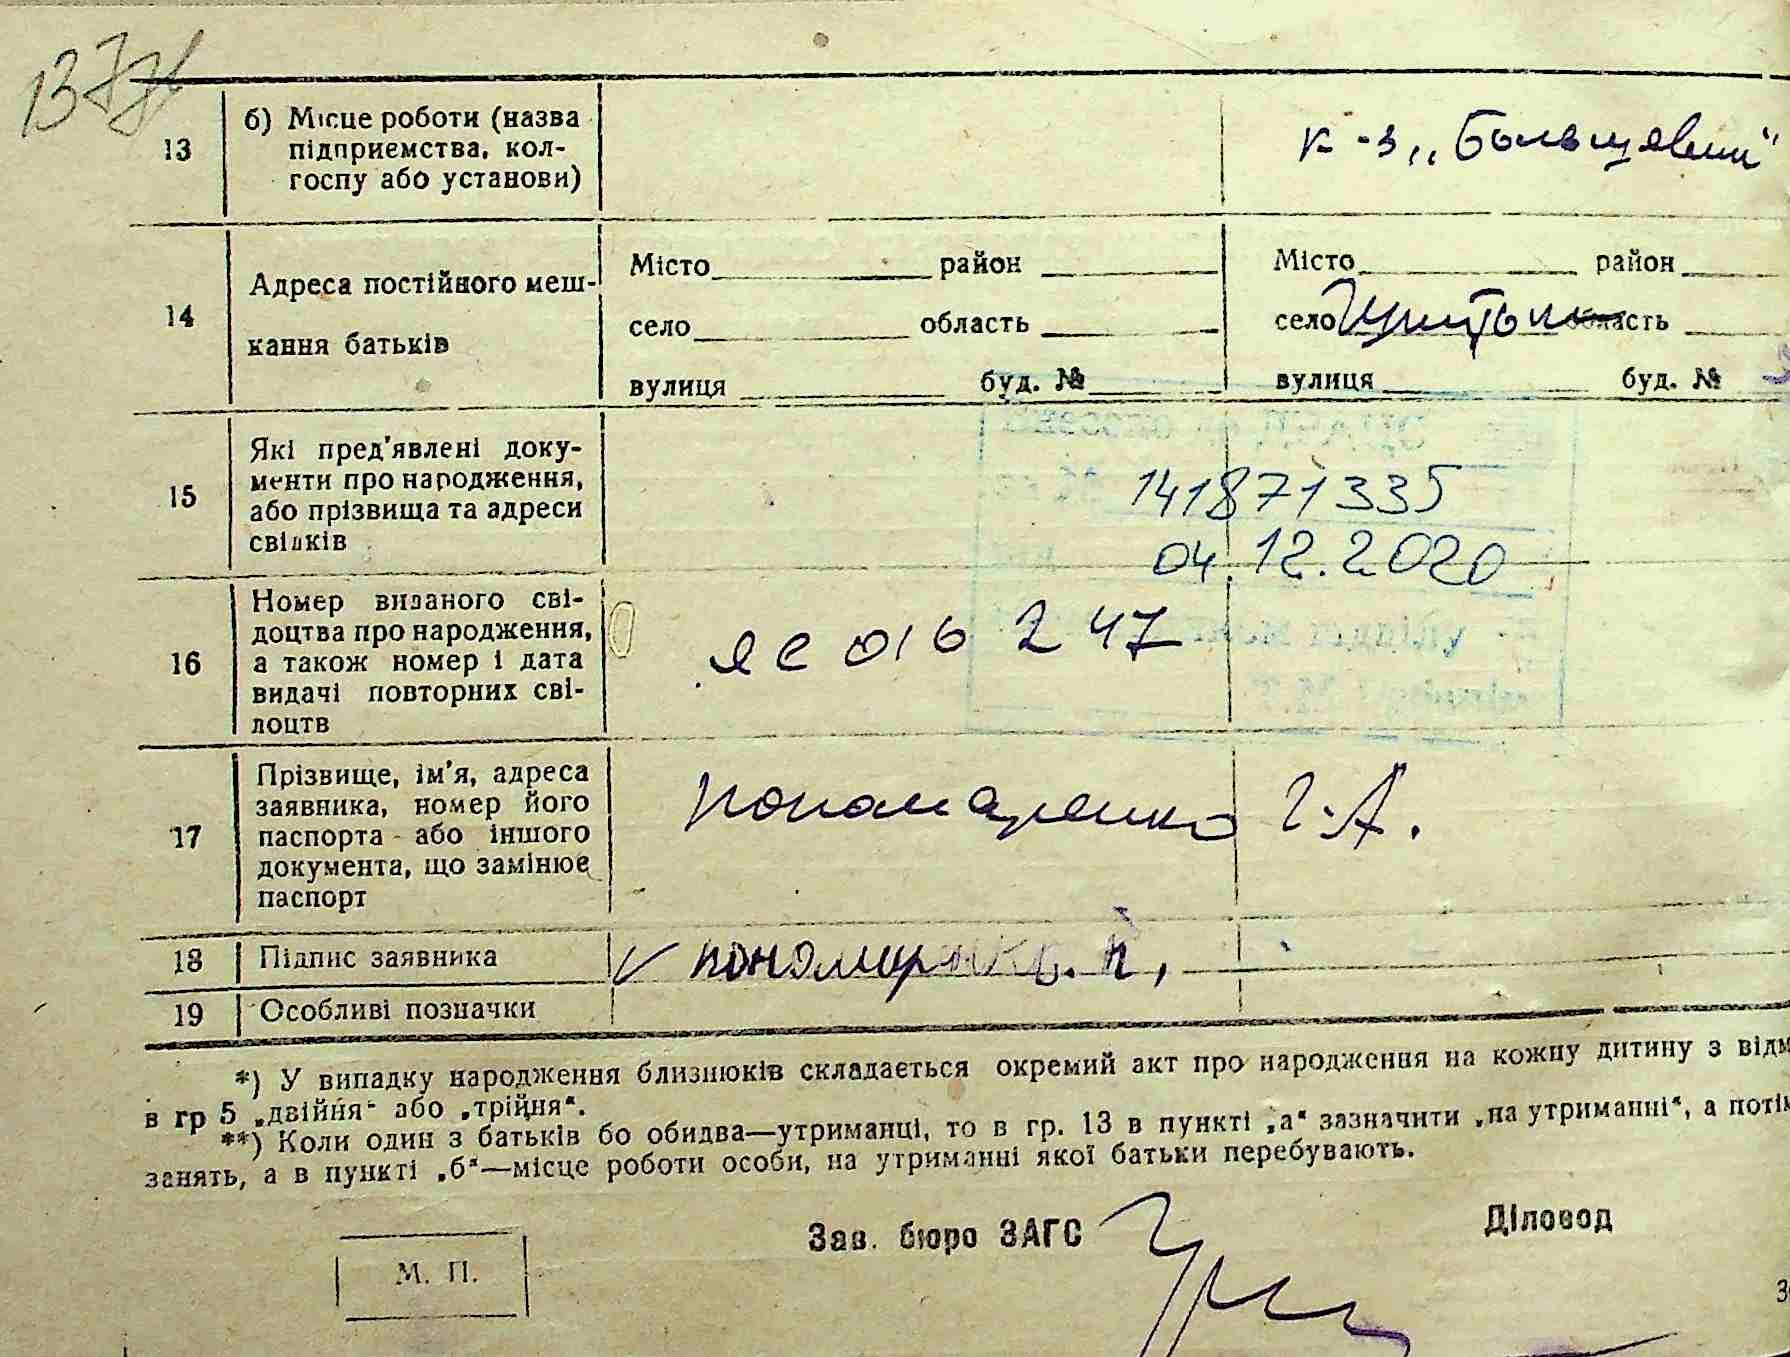 13
б) Місце роботи (назва
підприемства, кол-
госпу або установи)
к-з „Большевик"
14
Адреса постійного меш-
кання батьків
Місто район
село область
вулиця буд. №
Місто район
село область
вулиця буд. №
15
Які пред'явлені доку-
менти про народження,
або прізвища та адреси
свідків
141871335
04.12.2020
16
Номер виданого сві-
доцтва про народження,
а також номер і дата
видачі повторних сві-
доцтв
ЯС 016247
17
Прізвище, ім'я, адреса
заявника, номер його
паспорта або іншого
документа, що замінює
паспорт
Пономаренко Г.А.
18
Підпис заявника
19
Особливі позначки
*) У випадку народження близнюків складається окремий акт про народження на кожну дитину з відм
в гр 5 „двійня" або „трійня".
**) Коли один з батьків бо обидва—утриманці, то в гр. 13 в пункті „а" зазначити „на утриманні", а потім
занять, а в пункті „б"—місце роботи особи, на утриманні якої батьки перебувають.
Зав. бюро ЗАГС
Діловод
М. П.